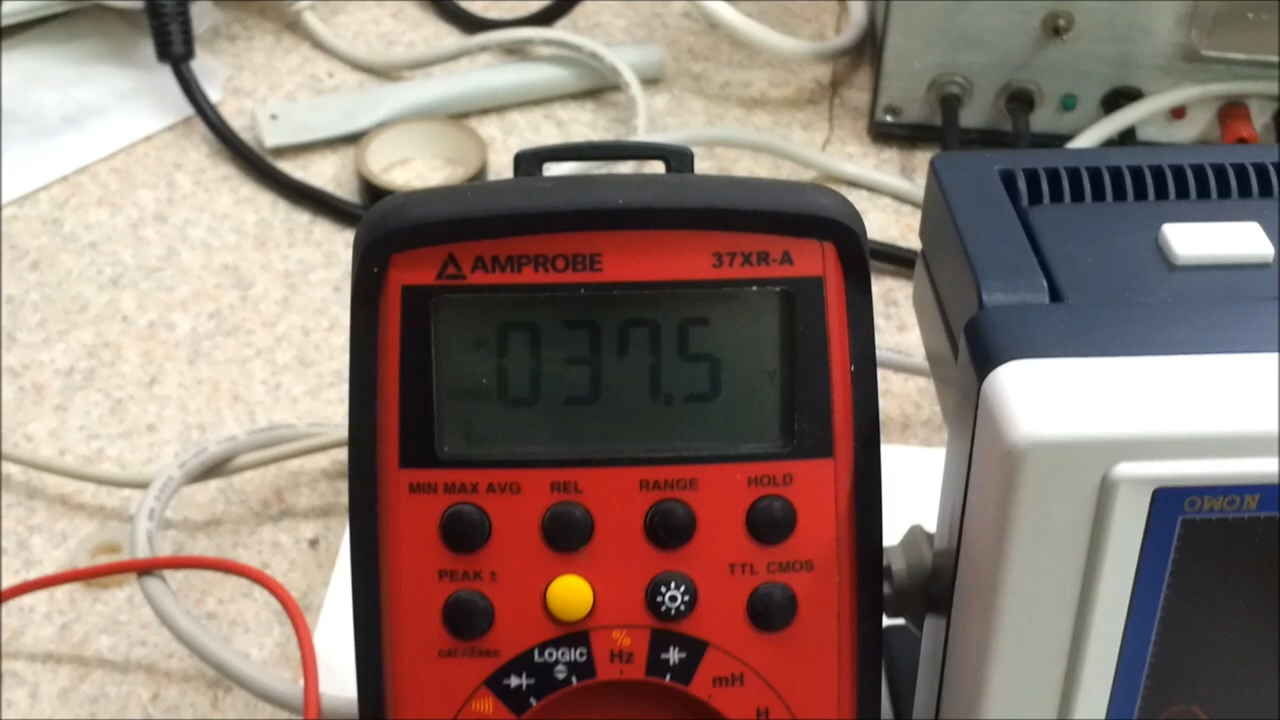 AMPROBE 37XR-A
037.5 V
MIN MAX AVG REL RANGE HOLD
PEAK ± TTL CMOS
LOGIC % Hz mH H
OWON